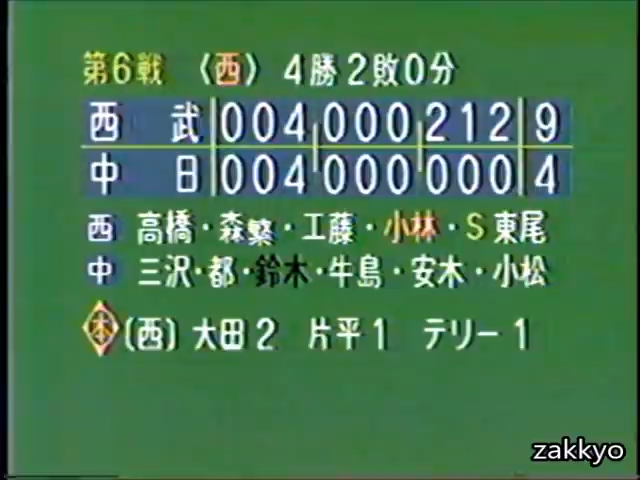 第6戦 〈西〉 4勝2敗0分
西武 004 000 212 9
中日 004 000 000 4
西 高橋・森繁・工藤・小林・S東尾
中 三沢・都・鈴木・牛島・安木・小松
本 (西) 大田2 片平1 テリー1
zakkyo